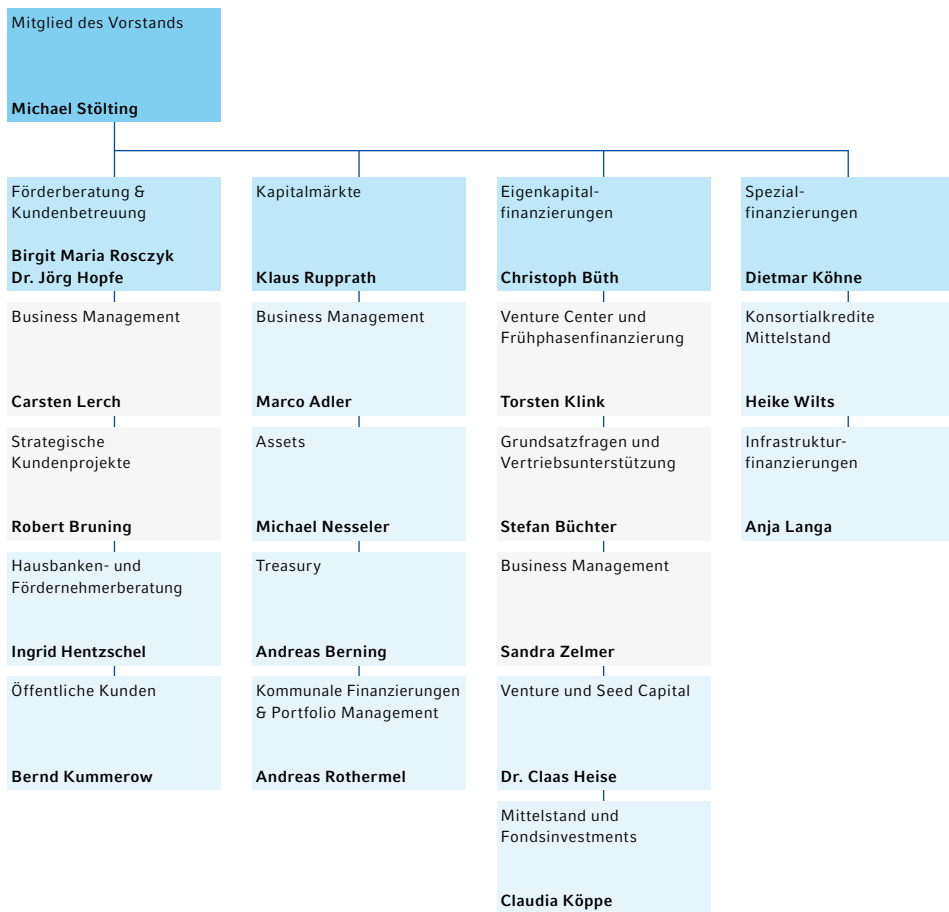 Mitglied des Vorstands
Michael Stölting
Förderberatung &
Kundenbetreuung
Birgit Maria Rosczyk
Dr. Jörg Hopfe
Business Management
Carsten Lerch
Strategische
Kundenprojekte
Robert Bruning
Hausbanken- und
Fördernehmerberatung
Ingrid Hentzschel
Öffentliche Kunden
Bernd Kummerow
Kapitalmärkte
Klaus Rupprath
Business Management
Marco Adler
Assets
Michael Nesseler
Treasury
Andreas Berning
Kommunale Finanzierungen
& Portfolio Management
Andreas Rothermel
Eigenkapital-
finanzierungen
Christoph Büth
Venture Center und
Frühphasenfinanzierung
Torsten Klink
Grundsatzfragen und
Vertriebsunterstützung
Stefan Büchter
Business Management
Sandra Zelmer
Venture und Seed Capital
Dr. Claas Heise
Mittelstand und
Fondsinvestments
Claudia Köppe
Spezial-
finanzierungen
Dietmar Köhne
Konsortialkredite
Mittelstand
Heike Wilts
Infrastruktur-
finanzierungen
Anja Langa